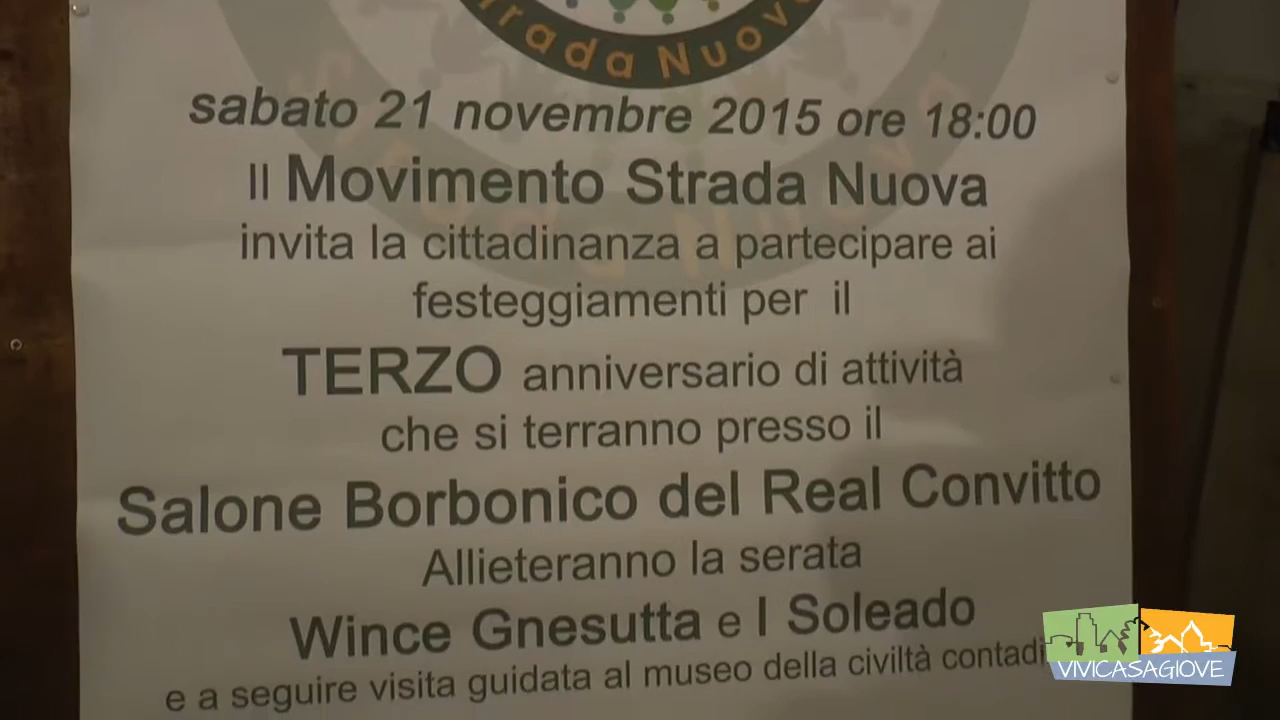 Strada Nuova
sabato 21 novembre 2015 ore 18:00
Il Movimento Strada Nuova
invita la cittadinanza a partecipare ai
festeggiamenti per il
TERZO anniversario di attività
che si terranno presso il
Salone Borbonico del Real Convitto
Allieteranno la serata
Wince Gnesutta e I Soleado
e a seguire visita guidata al museo della civiltà contadi
VIVICASAGIOVE